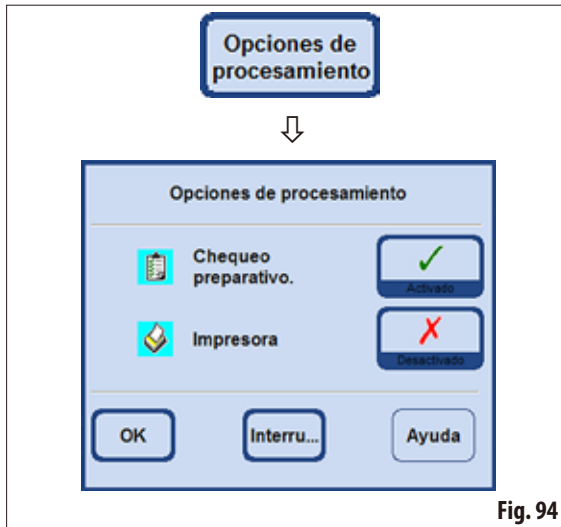 Opciones de
procesamiento
Opciones de procesamiento
Chequeo
preparativo.
Activado
Impresora
Desactivado
OK
Interru...
Ayuda
Fig. 94